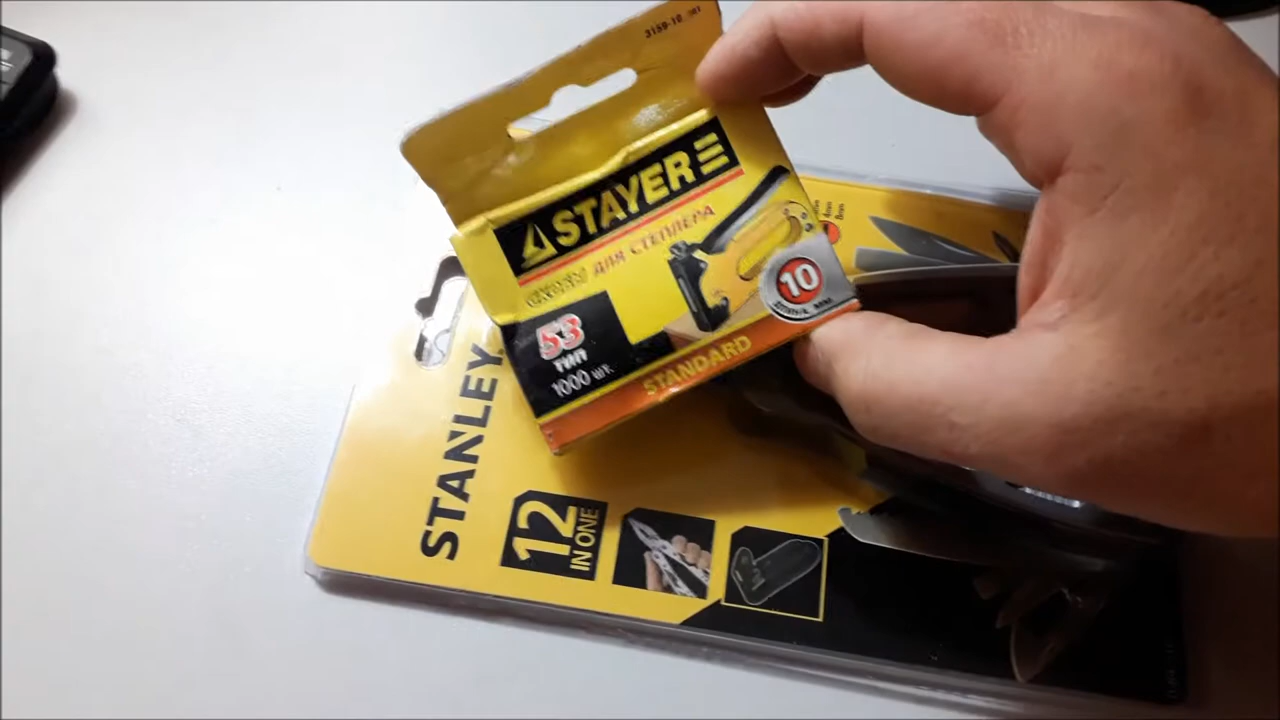 3159-10
STAYER
СКОБЫ ДЛЯ СТЕПЛЕРА
10
53
ТИП
1000 ШТ.
STANDARD
STANLEY
12
IN ONE